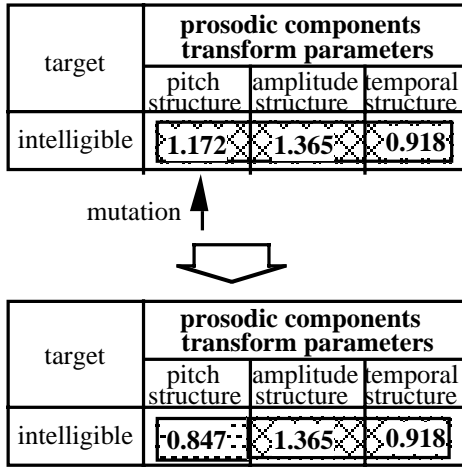 target
prosodic components
transform parameters
pitch structure
amplitude structure
temporal structure
intelligible
1.172
1.365
0.918
mutation
target
prosodic components
transform parameters
pitch structure
amplitude structure
temporal structure
intelligible
0.847
1.365
0.918